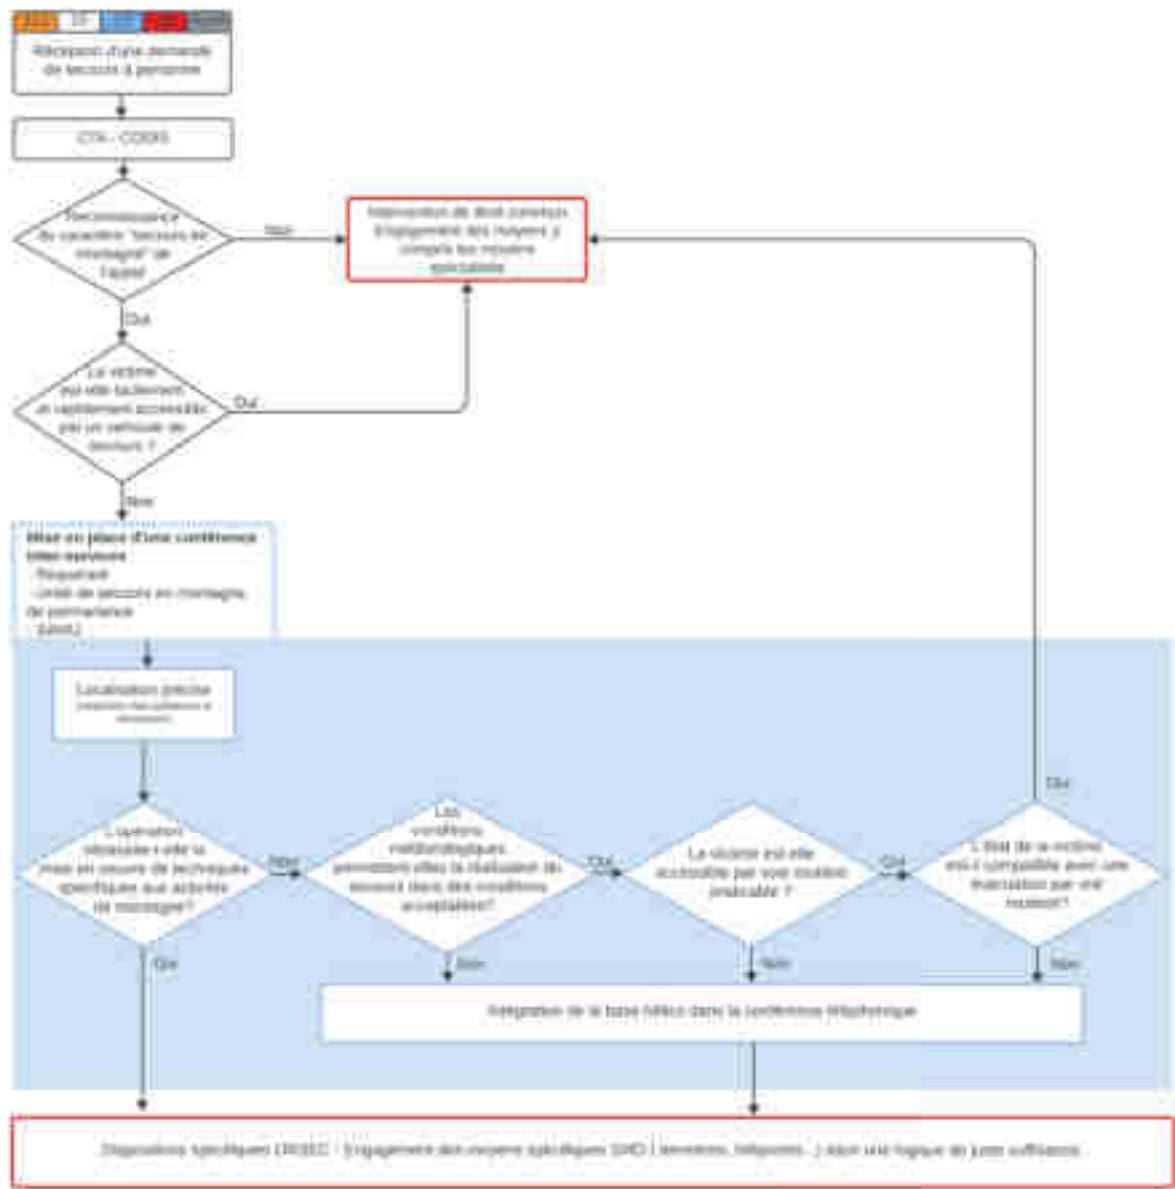 15
Réception d'une demande
de secours à personne
CTA - CODIS
Reconnaissance
du caractère "secours en
montagne" de
l'appel
Non
Intervention de droit commun
Engagement des moyens y
compris les moyens
spécialisés
Oui
La victime
est-elle facilement
et rapidement accessible
par un véhicule de
secours ?
Oui
Non
Mise en place d'une conférence
inter-services
- Requérant
- Unité de secours en montagne
de permanence
- SAMU
Localisation précise
Oui
L'opération
nécessite-t-elle la
mise en oeuvre de techniques
spécifiques aux activités
de montagne?
Non
Les
conditions
météorologiques
permettent-elles la réalisation du
secours dans des conditions
acceptables?
Oui
La victime est-elle
accessible par voie routière
praticable ?
Oui
L'état de la victime
est-il compatible avec une
évacuation par voie
routière?
Oui
Non
Non
Non
Intégration de la base hélico dans la conférence téléphonique
Dispositions spécifiques ORSEC - Engagement des moyens spécifiques SMO ( terrestres, héliportés...) selon une logique de juste suffisance.